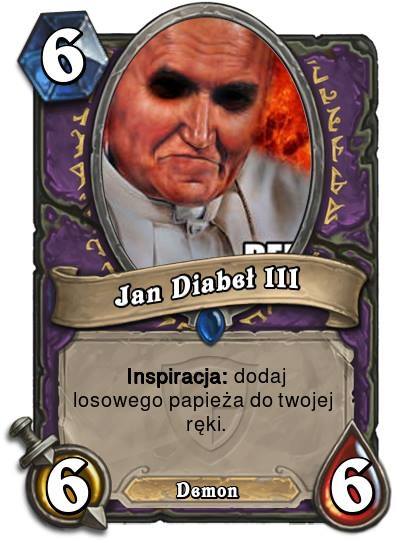 6
Jan Diabeł III
Inspiracja: dodaj
losowego papieża do twojej
ręki.
6
Demon
6